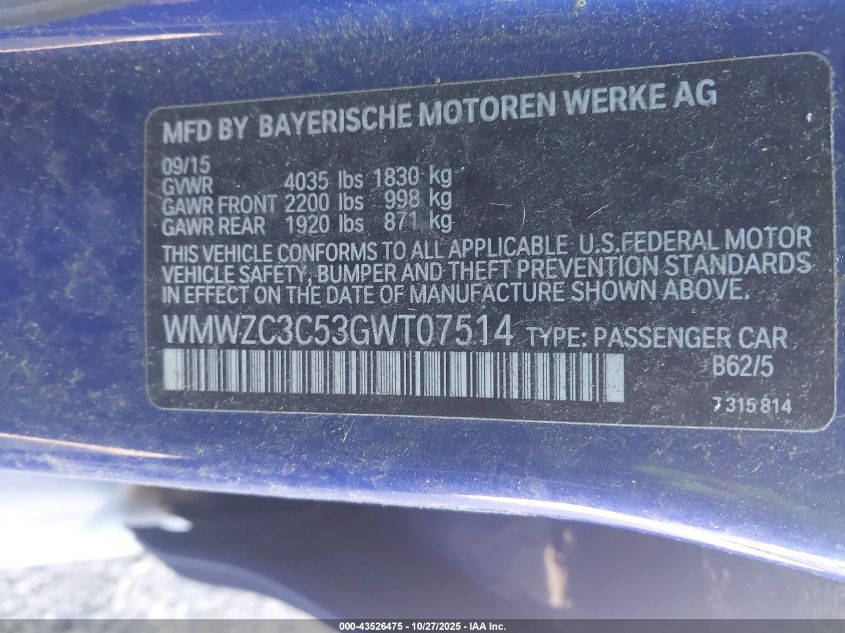 MFD BY BAYERISCHE MOTOREN WERKE AG
09/15
GVWR 4035 lbs 1830 kg
GAWR FRONT 2200 lbs 998 kg
GAWR REAR 1920 lbs 871 kg
THIS VEHICLE CONFORMS TO ALL APPLICABLE U.S. FEDERAL MOTOR
VEHICLE SAFETY, BUMPER AND THEFT PREVENTION STANDARDS
IN EFFECT ON THE DATE OF MANUFACTURE SHOWN ABOVE.
WMWZC3C53GWT07514 TYPE: PASSENGER CAR
B62/5
7315814
000-43526475 - 10/27/2025 - IAA Inc.